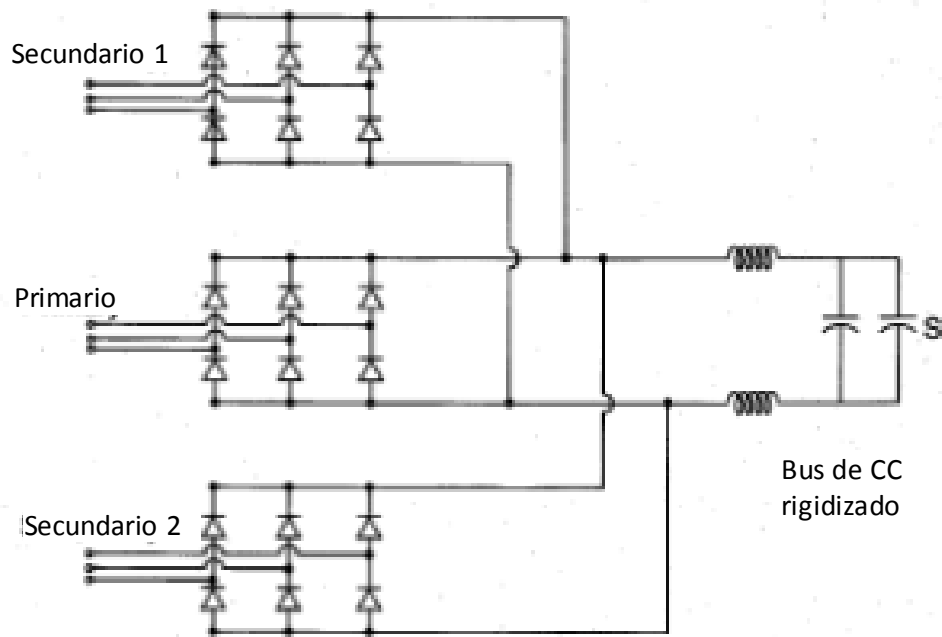 Secundario 1
Primario
Secundario 2
S
Bus de CC
rigidizado